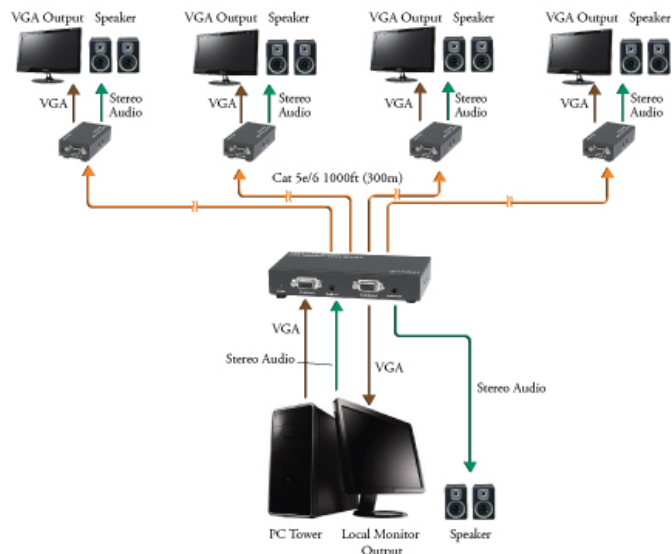 VGA Output Speaker
VGA Output Speaker
VGA Output Speaker
VGA Output Speaker
VGA
Stereo
Audio
VGA
Stereo
Audio
VGA
Stereo
Audio
VGA
Stereo
Audio
Cat 5e/6 1000ft (300m)
VGA
Stereo Audio
VGA
Stereo Audio
PC Tower
Local Monitor
Output
Speaker